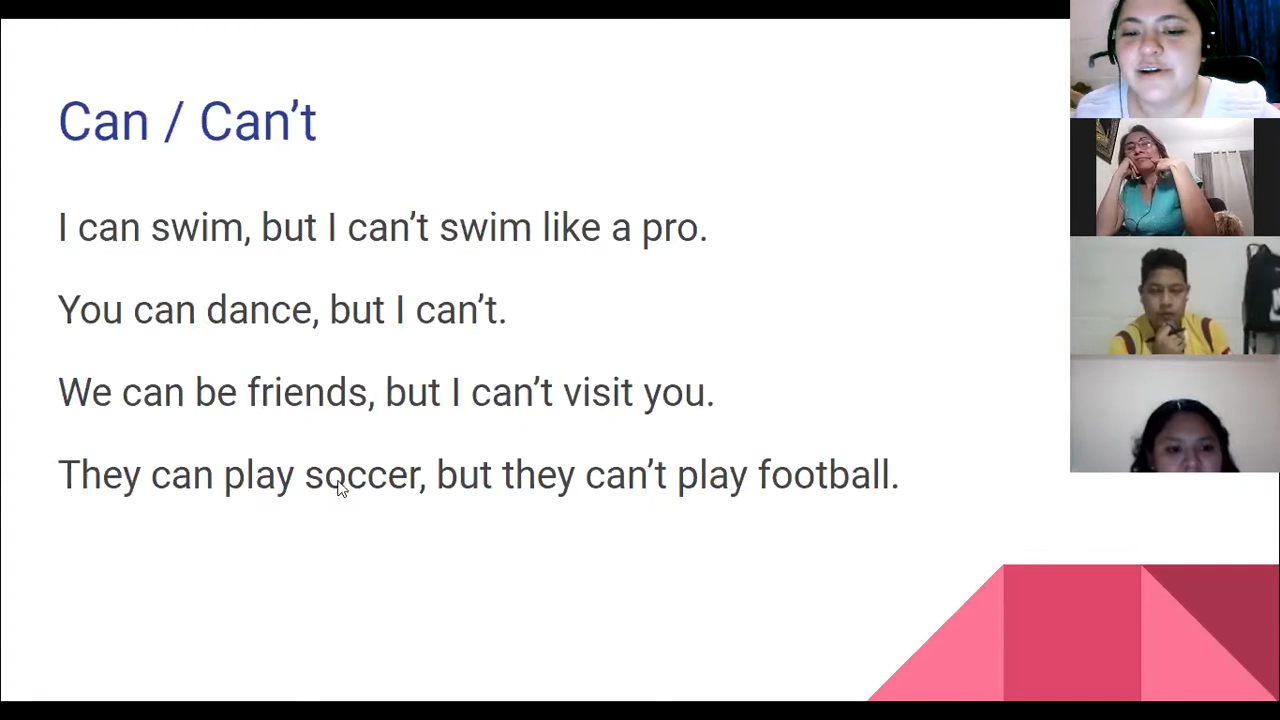 Can / Can’t
I can swim, but I can’t swim like a pro.
You can dance, but I can’t.
We can be friends, but I can’t visit you.
They can play soccer, but they can’t play football.